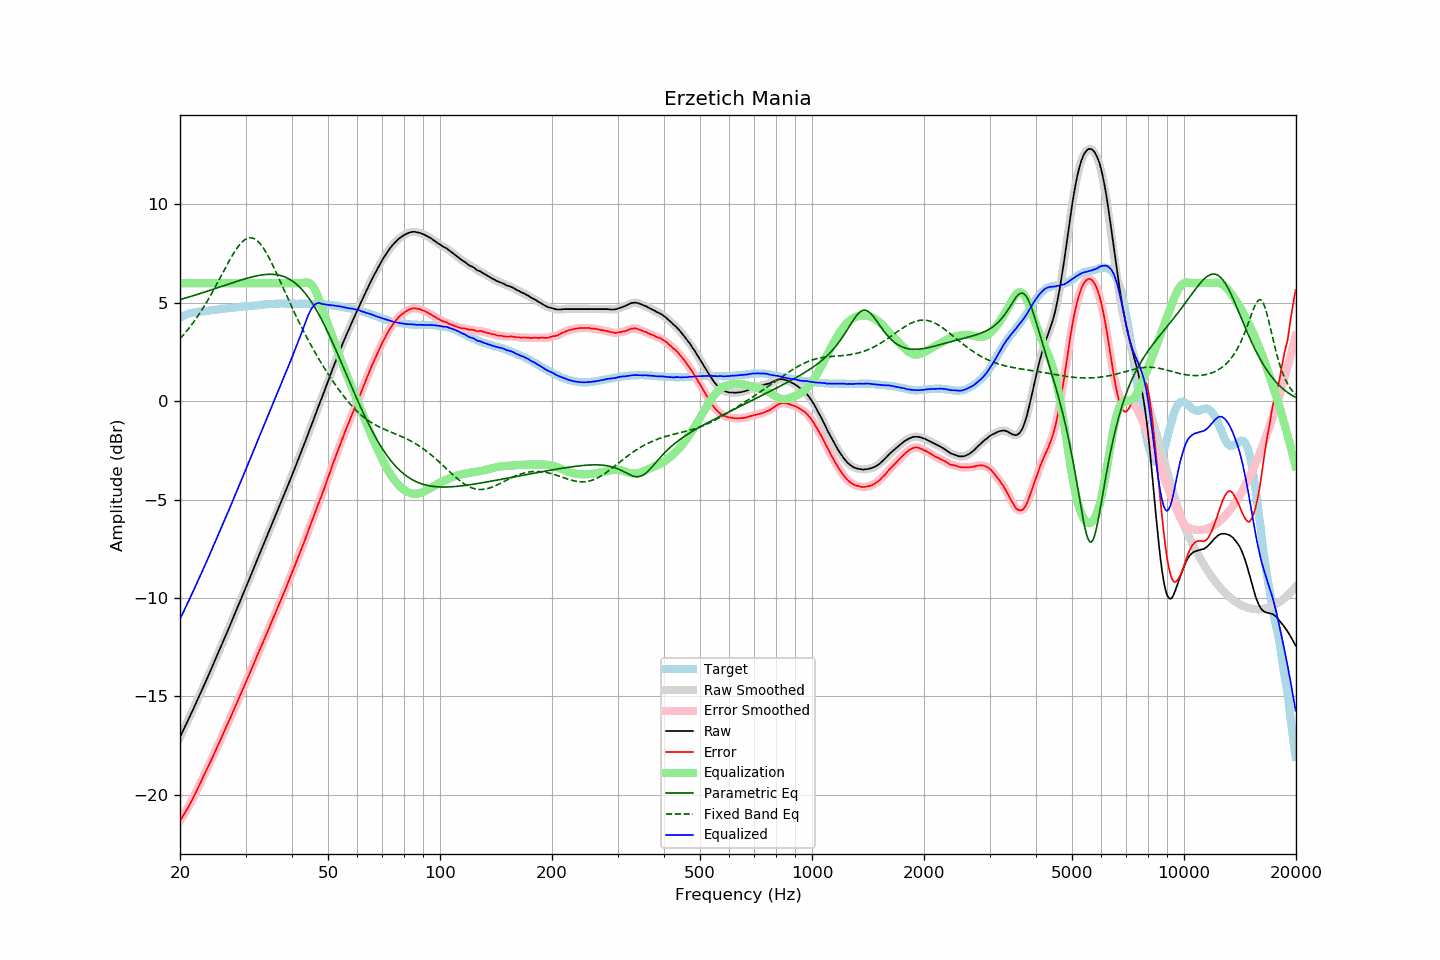 Erzetich Mania
Amplitude (dBr)
10
5
0
−5
−10
−15
−20
Target
Raw Smoothed
Error Smoothed
Raw
Error
Equalization
Parametric Eq
Fixed Band Eq
Equalized
20 50 100 200 500 1000 2000 5000 10000 20000
Frequency (Hz)